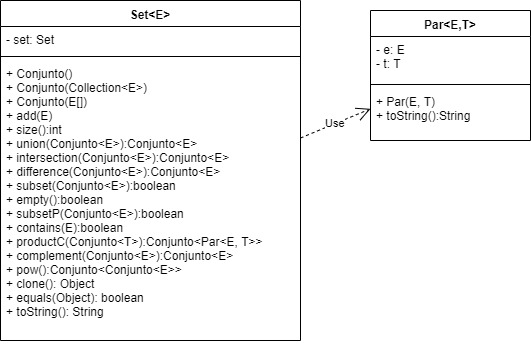 Set<E>
- set: Set
+ Conjunto()
+ Conjunto(Collection<E>)
+ Conjunto(E[])
+ add(E)
+ size():int
+ union(Conjunto<E>):Conjunto<E>
+ intersection(Conjunto<E>):Conjunto<E>
+ difference(Conjunto<E>):Conjunto<E>
+ subset(Conjunto<E>):boolean
+ empty():boolean
+ subsetP(Conjunto<E>):boolean
+ contains(E):boolean
+ productC(Conjunto<T>):Conjunto<Par<E, T>>
+ complement(Conjunto<E>):Conjunto<E>
+ pow():Conjunto<Conjunto<E>>
+ clone(): Object
+ equals(Object): boolean
+ toString(): String
Use
Par<E,T>
- e: E
- t: T
+ Par(E, T)
+ toString():String